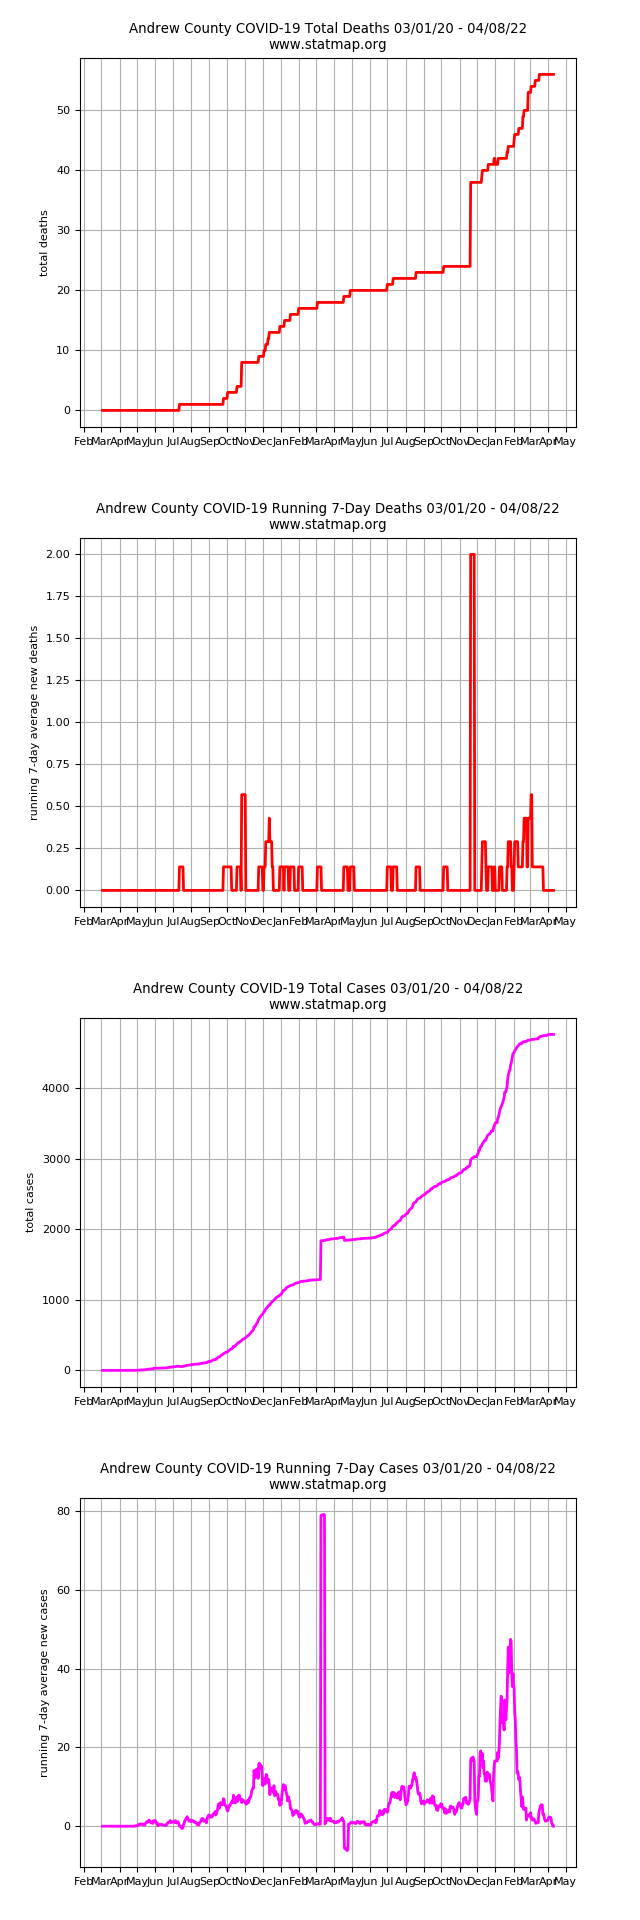 Andrew County COVID-19 Total Deaths 03/01/20 - 04/08/22
www.statmap.org
50
40
30
20
10
0
total deaths
Feb Mar Apr May Jun Jul Aug Sep Oct Nov Dec Jan Feb Mar Apr May Jun Jul Aug Sep Oct Nov Dec Jan Feb Mar Apr May
Andrew County COVID-19 Running 7-Day Deaths 03/01/20 - 04/08/22
www.statmap.org
2.00
1.75
1.50
1.25
1.00
0.75
0.50
0.25
0.00
running 7-day average new deaths
Feb Mar Apr May Jun Jul Aug Sep Oct Nov Dec Jan Feb Mar Apr May Jun Jul Aug Sep Oct Nov Dec Jan Feb Mar Apr May
Andrew County COVID-19 Total Cases 03/01/20 - 04/08/22
www.statmap.org
4000
3000
2000
1000
0
total cases
Feb Mar Apr May Jun Jul Aug Sep Oct Nov Dec Jan Feb Mar Apr May Jun Jul Aug Sep Oct Nov Dec Jan Feb Mar Apr May
Andrew County COVID-19 Running 7-Day Cases 03/01/20 - 04/08/22
www.statmap.org
80
60
40
20
0
running 7-day average new cases
Feb Mar Apr May Jun Jul Aug Sep Oct Nov Dec Jan Feb Mar Apr May Jun Jul Aug Sep Oct Nov Dec Jan Feb Mar Apr May